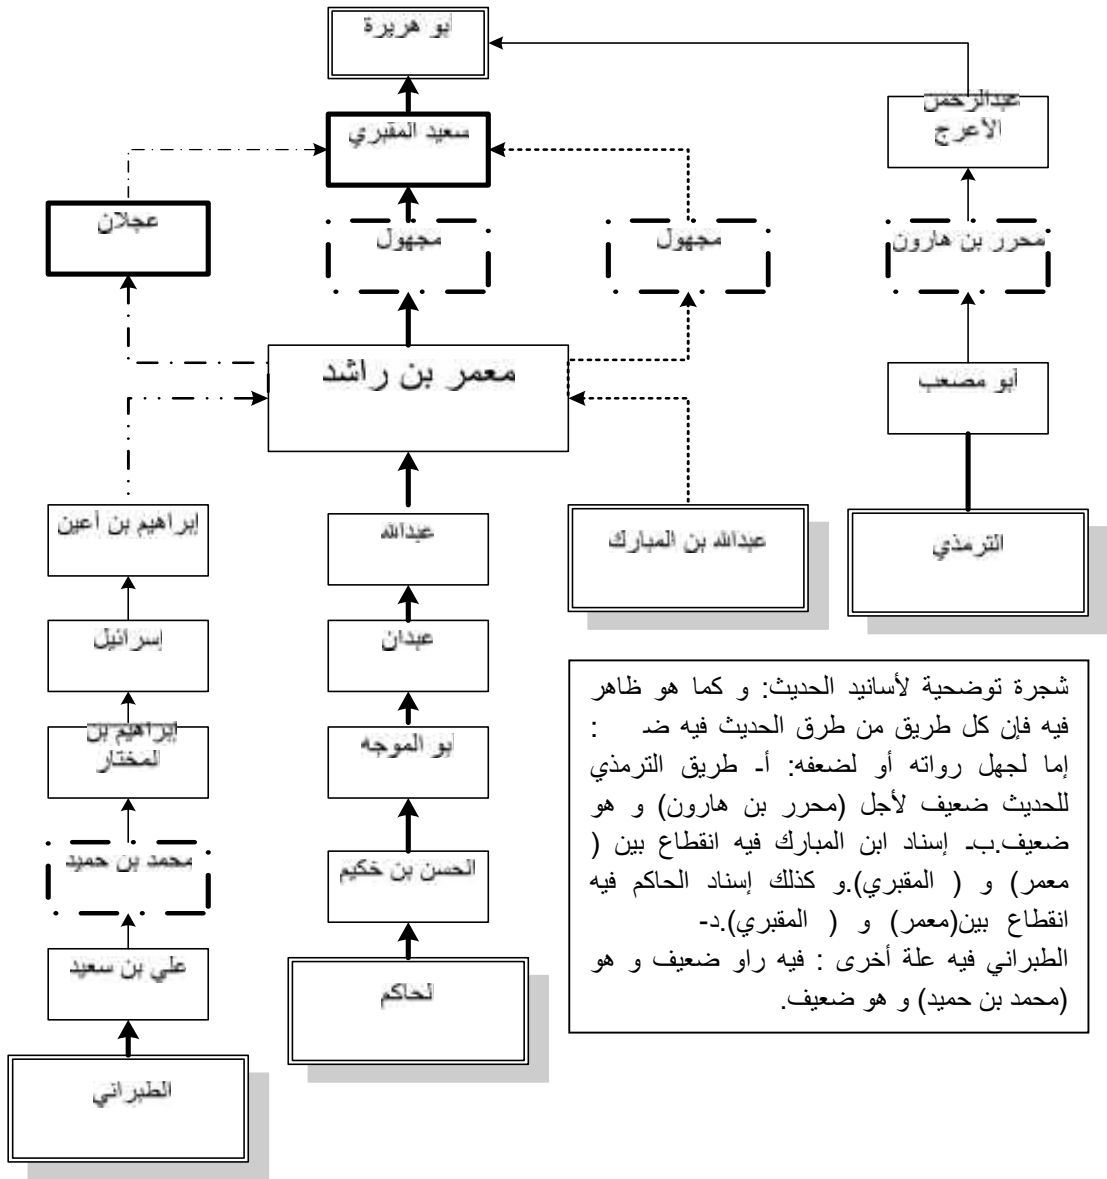 أبو هريرة
عبدالرحمن
الأعرج
سعيد المقبري
عجلان
مجهول
مجهول
محرر بن هارون
معمر بن راشد
أبو مصعب
إبراهيم بن أعين
عبدالله
عبدالله بن المبارك
الترمذي
إسرائيل
عبدان
إبراهيم بن
المختار
أبو الموجه
محمد بن حميد
الحسن بن حكيم
علي بن سعيد
لحاكم
الطبراني
شجرة توضحية لأسانيد الحديث: و كما هو ظاهر
فيه فإن كل طريق من طرق الحديث فيه ضـ :
إما لجهل رواته أو لضعفه: أ- طريق الترمذي
للحديث ضعيف لأجل (محرر بن هارون) و هو
ضعيف.ب- إسناد ابن المبارك فيه انقطاع بين (
معمر) و ( المقبري).و كذلك إسناد الحاكم فيه
انقطاع بين(معمر) و ( المقبري).د-
الطبراني فيه علة أخرى : فيه راو ضعيف و هو
(محمد بن حميد) و هو ضعيف.